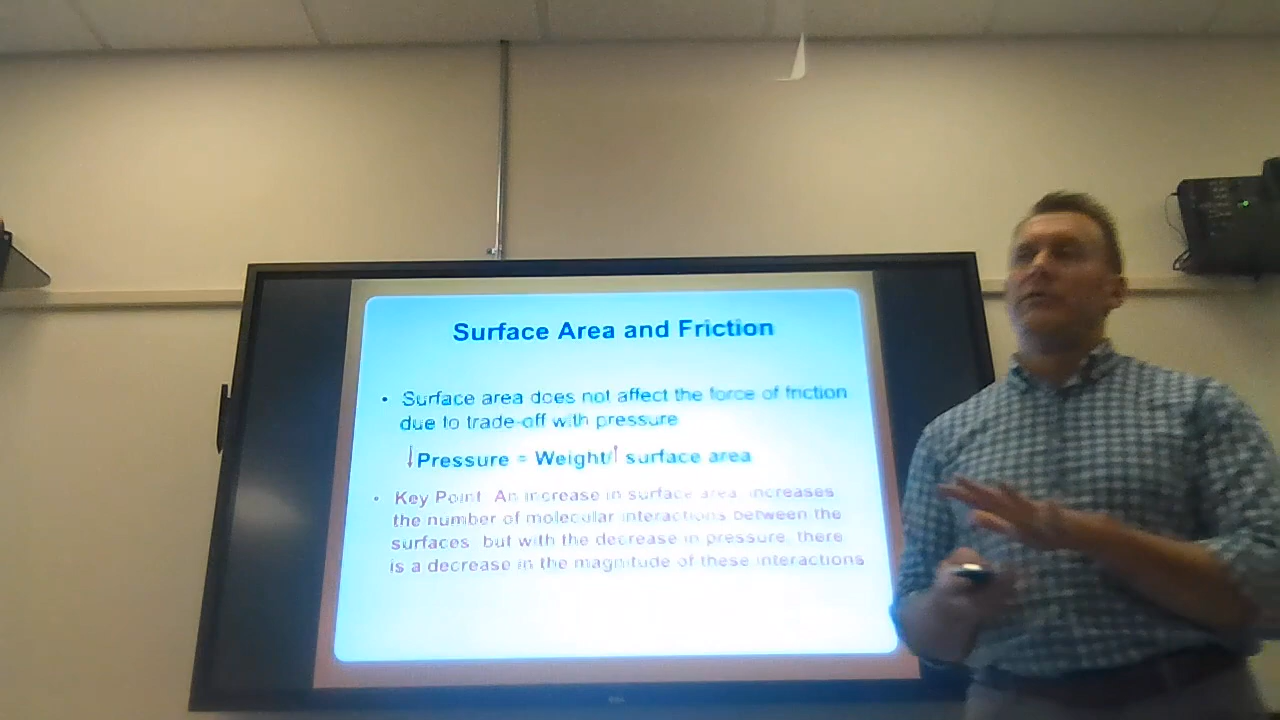 Surface Area and Friction
• Surface area does not affect the force of friction
due to trade-off with pressure
↓Pressure = Weight/↑ surface area
• Key Point: An increase in surface area, increases
the number of molecular interactions between the
surfaces, but with the decrease in pressure, there
is a decrease in the magnitude of these interactions
DELL